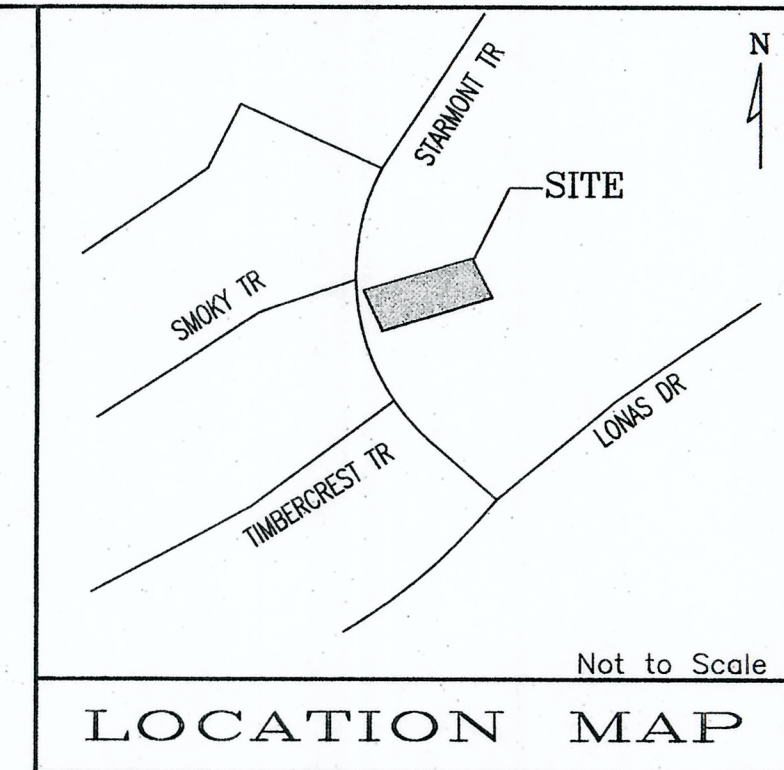 N
STARMONT TR
SITE
SMOKY TR
LONAS DR
TIMBERCREST TR
Not to Scale
LOCATION MAP